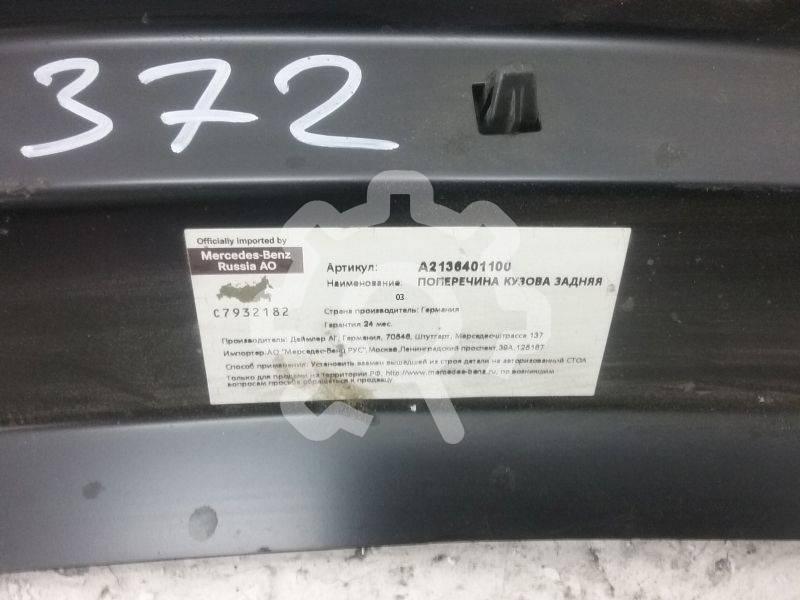 372
Officially Imported by
Mercedes-Benz
Russia AO
C7932182
Артикул: A2136401100
Наименование: ПОПЕРЕЧИНА КУЗОВА ЗАДНЯЯ
03
Страна производитель: Германия
Гарантия 24 мес.
Производитель: Даймлер АГ, Германия, 70546, Штутгарт, Мерседесштрассе 137
Импортер:АО "Мерседес-Бенц РУС", Москва,Ленинградский проспект 39А,125167
Способ применения: Установить взамен вышедшей из строя детали на авторизованный СТОА
Только для продажи на территории РФ, http://www.mercedes-benz.ru, по возникшим
вопросам просьба обращаться к продавцу